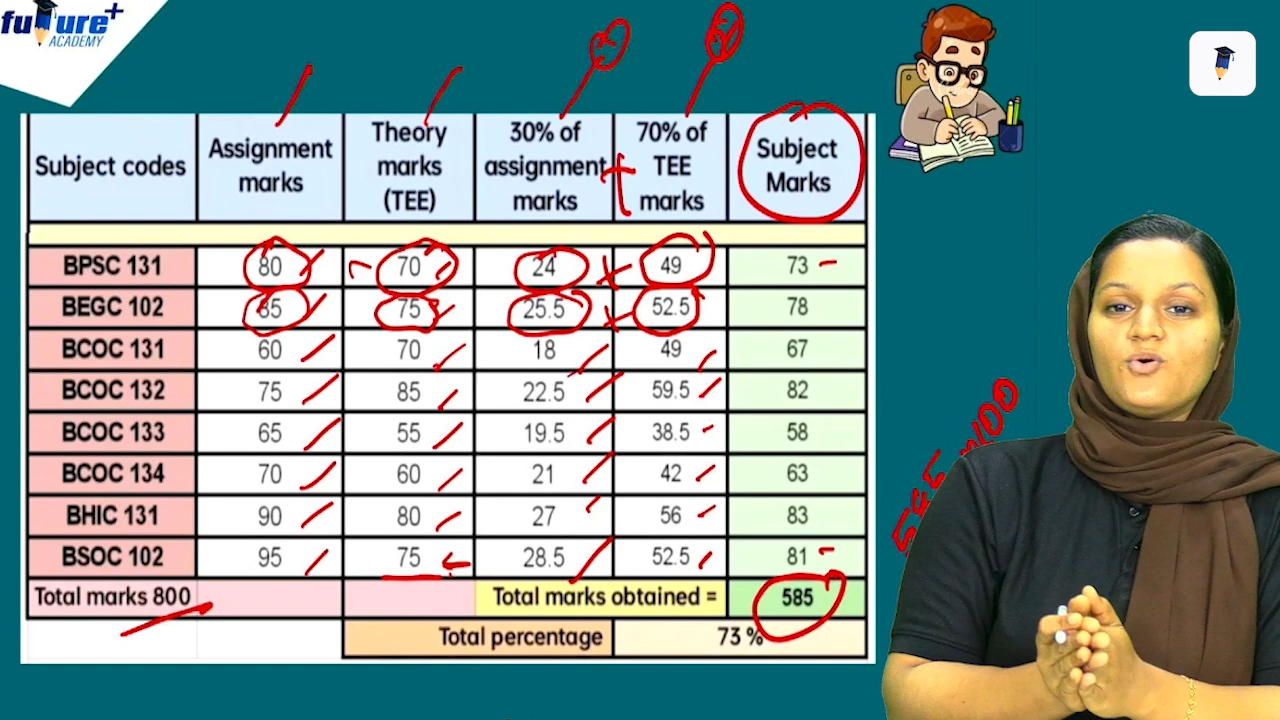 future+
ACADEMY
Subject codes Assignment marks Theory marks (TEE) 30% of assignment marks 70% of TEE marks Subject Marks
BPSC 131 80 70 24 49 73
BEGC 102 85 75 25.5 52.5 78
BCOC 131 60 70 18 49 67
BCOC 132 75 85 22.5 59.5 82
BCOC 133 65 55 19.5 38.5 58
BCOC 134 70 60 21 42 63
BHIC 131 90 80 27 56 83
BSOC 102 95 75 28.5 52.5 81
Total marks 800 Total marks obtained = 585
Total percentage 73 %